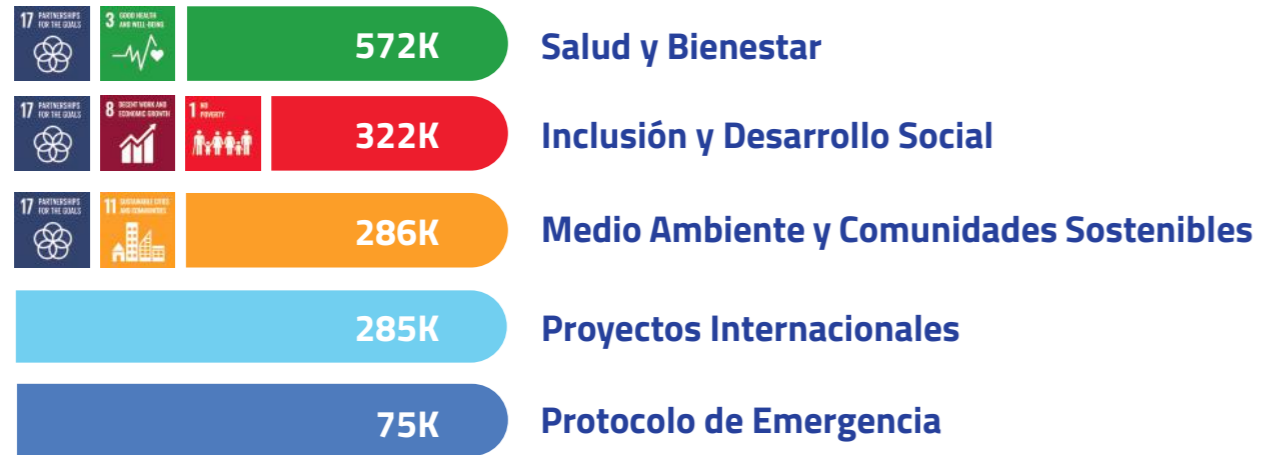 17 PARTNERSHIPS
FOR THE GOALS
3 GOOD HEALTH
AND WELL-BEING
572K
Salud y Bienestar
17 PARTNERSHIPS
FOR THE GOALS
8 DECENT WORK AND
ECONOMIC GROWTH
1 NO
POVERTY
322K
Inclusión y Desarrollo Social
17 PARTNERSHIPS
FOR THE GOALS
11 SUSTAINABLE CITIES
AND COMMUNITIES
286K
Medio Ambiente y Comunidades Sostenibles
285K
Proyectos Internacionales
75K
Protocolo de Emergencia